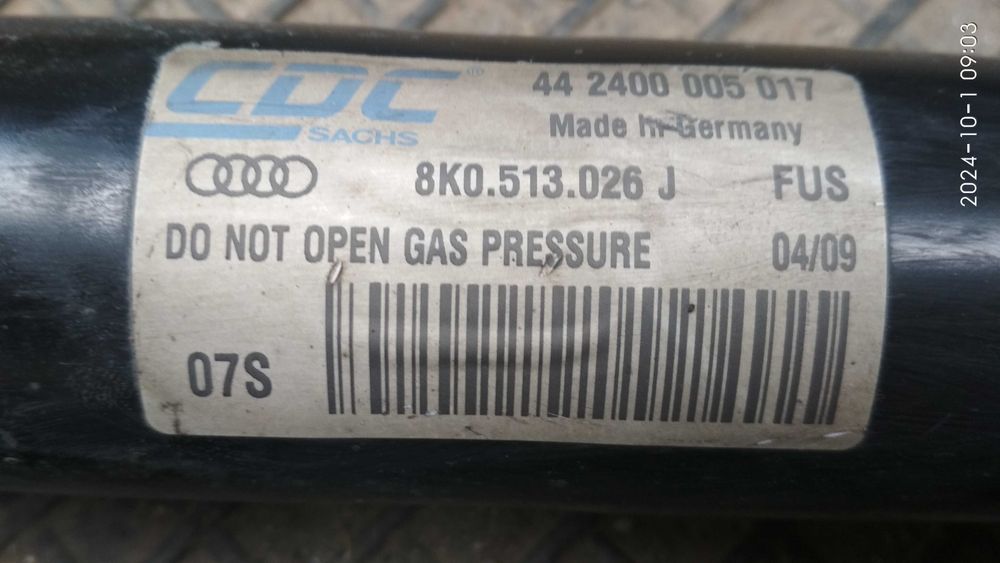 CDC®
SACHS
44 2400 005 017
Made in Germany
8K0.513.026 J FUS
DO NOT OPEN GAS PRESSURE 04/09
07S
2024-10-1 09:03